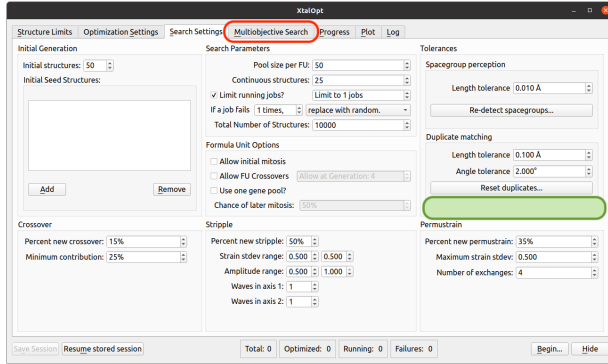 XtalOpt
Structure Limits Optimization Settings Search Settings Multiobjective Search Progress Plot Log
Initial Generation
Initial structures: 50
Initial Seed Structures:
Add Remove
Search Parameters
Pool size per FU: 50
Continuous structures: 25
Limit running jobs? Limit to 1 jobs
If a job fails 1 times, replace with random.
Total Number of Structures: 10000
Formula Unit Options
Allow initial mitosis
Allow FU Crossovers Allow at Generation: 4
Use one gene pool?
Chance of later mitosis: 50%
Tolerances
Spacegroup perception
Length tolerance 0.010 Å
Re-detect spacegroups...
Duplicate matching
Length tolerance 0.100 Å
Angle tolerance 2.000°
Reset duplicates...
Crossover
Percent new crossover: 15%
Minimum contribution: 25%
Stripple
Percent new stripple: 50%
Strain stdev range: 0.500 0.500
Amplitude range: 0.500 1.000
Waves in axis 1: 1
Waves in axis 2: 1
Permustrain
Percent new permustrain: 35%
Maximum strain stdev: 0.500
Number of exchanges: 4
Save Session Resume stored session Total: 0 Optimized: 0 Running: 0 Failures: 0 Begin... Hide